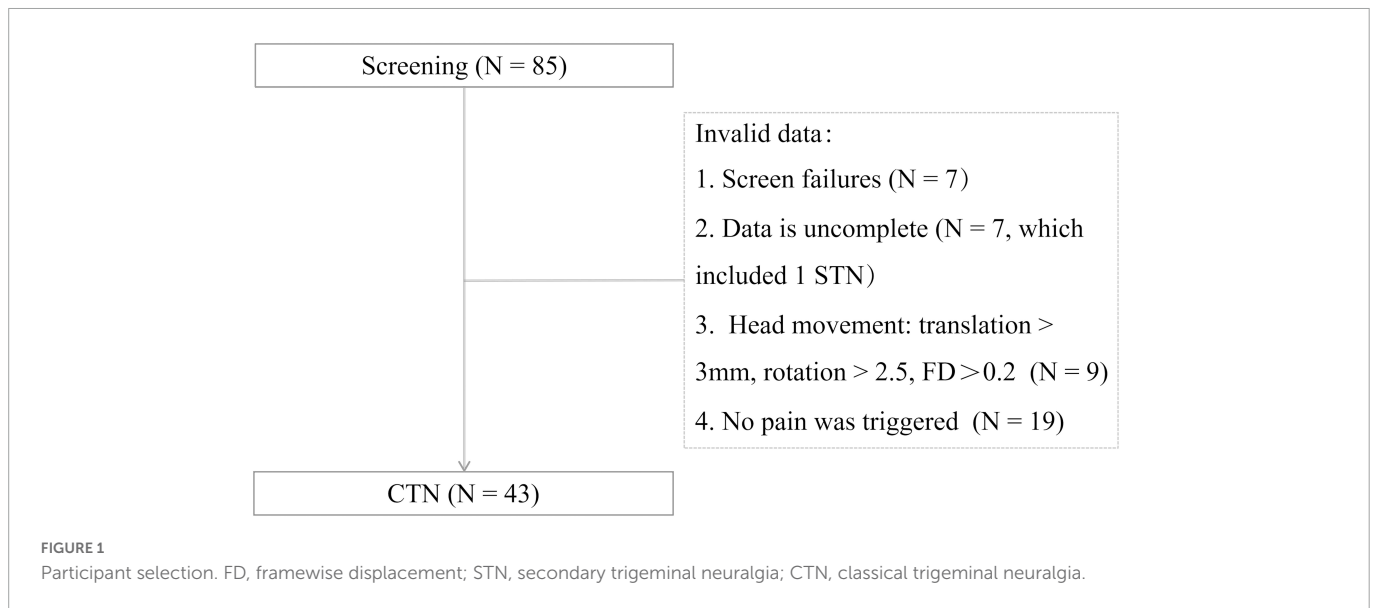 Screening (N = 85)
Invalid data:
1. Screen failures (N = 7)
2. Data is uncomplete (N = 7, which
included 1 STN)
3. Head movement: translation >
3mm, rotation > 2.5, FD>0.2 (N = 9)
4. No pain was triggered (N = 19)
CTN (N = 43)
FIGURE 1
Participant selection. FD, framewise displacement; STN, secondary trigeminal neuralgia; CTN, classical trigeminal neuralgia.